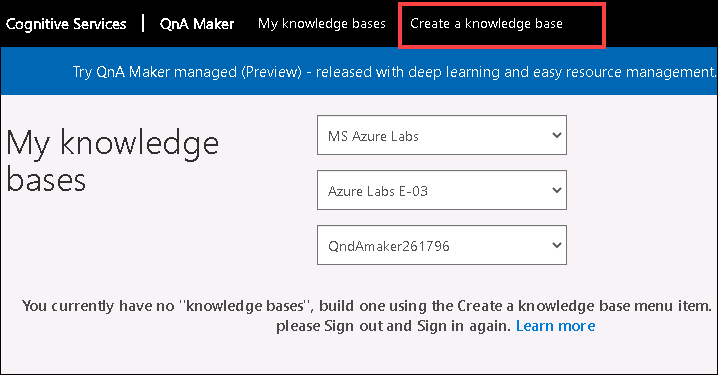 Cognitive Services | QnA Maker My knowledge bases Create a knowledge base
Try QnA Maker managed (Preview) - released with deep learning and easy resource management.
My knowledge
bases
MS Azure Labs
Azure Labs E-03
QndAmaker261796
You currently have no "knowledge bases", build one using the Create a knowledge base menu item.
please Sign out and Sign in again. Learn more